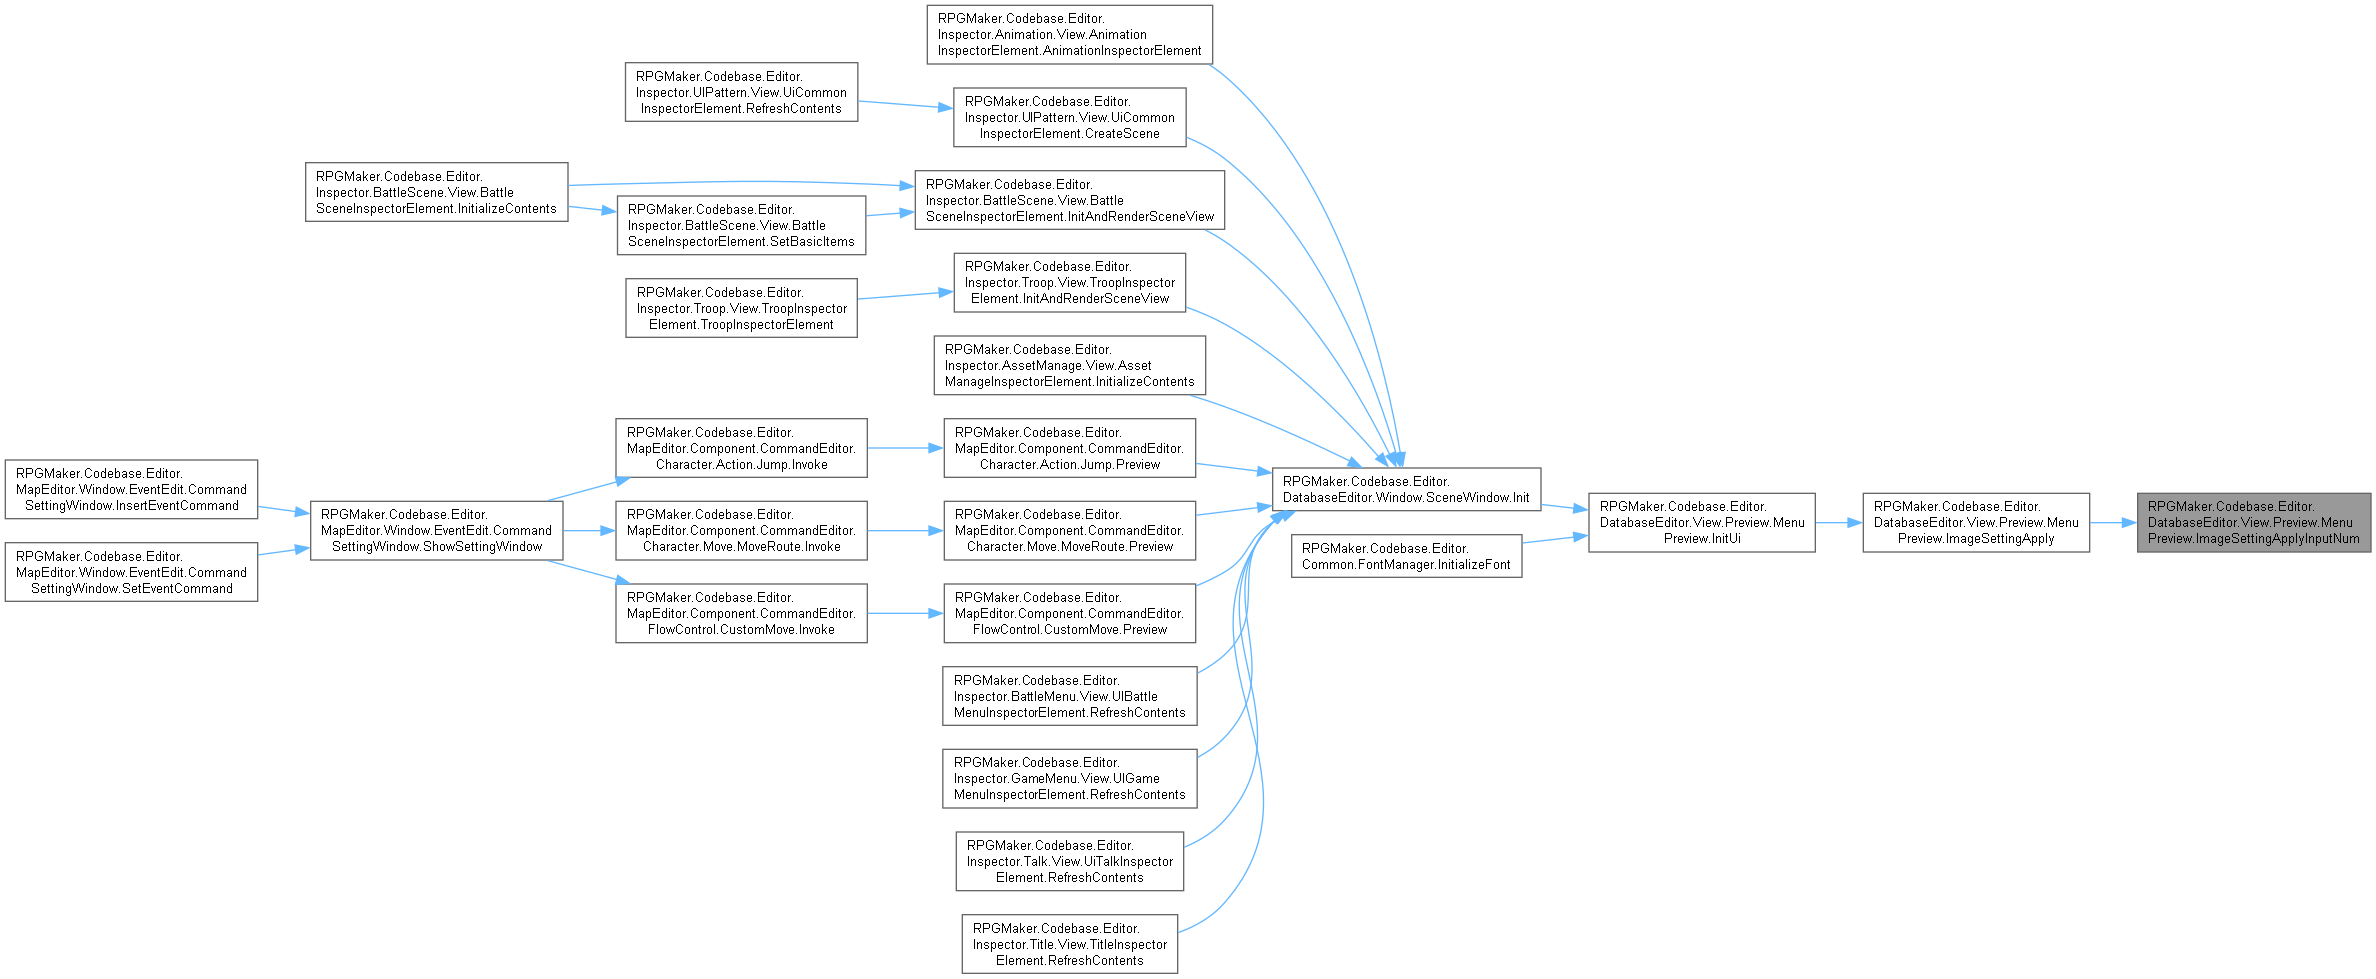 RPGMaker.Codebase.Editor.
Inspector.Animation.View.Animation
InspectorElement.AnimationInspectorElement
RPGMaker.Codebase.Editor.
Inspector.UIPattern.View.UiCommon
InspectorElement.RefreshContents
RPGMaker.Codebase.Editor.
Inspector.UIPattern.View.UiCommon
InspectorElement.CreateScene
RPGMaker.Codebase.Editor.
Inspector.BattleScene.View.Battle
SceneInspectorElement.InitializeContents
RPGMaker.Codebase.Editor.
Inspector.BattleScene.View.Battle
SceneInspectorElement.SetBasicItems
RPGMaker.Codebase.Editor.
Inspector.BattleScene.View.Battle
SceneInspectorElement.InitAndRenderSceneView
RPGMaker.Codebase.Editor.
Inspector.Troop.View.TroopInspector
Element.TroopInspectorElement
RPGMaker.Codebase.Editor.
Inspector.Troop.View.TroopInspector
Element.InitAndRenderSceneView
RPGMaker.Codebase.Editor.
Inspector.AssetManage.View.Asset
ManageInspectorElement.InitializeContents
RPGMaker.Codebase.Editor.
MapEditor.Window.EventEdit.Command
SettingWindow.InsertEventCommand
RPGMaker.Codebase.Editor.
MapEditor.Window.EventEdit.Command
SettingWindow.SetEventCommand
RPGMaker.Codebase.Editor.
MapEditor.Window.EventEdit.Command
SettingWindow.ShowSettingWindow
RPGMaker.Codebase.Editor.
MapEditor.Component.CommandEditor.
Character.Action.Jump.Invoke
RPGMaker.Codebase.Editor.
MapEditor.Component.CommandEditor.
Character.Action.Jump.Preview
RPGMaker.Codebase.Editor.
MapEditor.Component.CommandEditor.
Character.Move.MoveRoute.Invoke
RPGMaker.Codebase.Editor.
MapEditor.Component.CommandEditor.
Character.Move.MoveRoute.Preview
RPGMaker.Codebase.Editor.
MapEditor.Component.CommandEditor.
FlowControl.CustomMove.Invoke
RPGMaker.Codebase.Editor.
MapEditor.Component.CommandEditor.
FlowControl.CustomMove.Preview
RPGMaker.Codebase.Editor.
Inspector.BattleMenu.View.UIBattle
MenuInspectorElement.RefreshContents
RPGMaker.Codebase.Editor.
Inspector.GameMenu.View.UIGame
MenuInspectorElement.RefreshContents
RPGMaker.Codebase.Editor.
Inspector.Talk.View.UiTalkInspector
Element.RefreshContents
RPGMaker.Codebase.Editor.
Inspector.Title.View.TitleInspector
Element.RefreshContents
RPGMaker.Codebase.Editor.
DatabaseEditor.Window.SceneWindow.Init
RPGMaker.Codebase.Editor.
Common.FontManager.InitializeFont
RPGMaker.Codebase.Editor.
DatabaseEditor.View.Preview.Menu
Preview.InitUi
RPGMaker.Codebase.Editor.
DatabaseEditor.View.Preview.Menu
Preview.ImageSettingApply
RPGMaker.Codebase.Editor.
DatabaseEditor.View.Preview.Menu
Preview.ImageSettingApplyInputNum